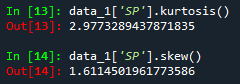 In [13]: data_1['SP'].kurtosis()
Out[13]: 2.9773289437871835
In [14]: data_1['SP'].skew()
Out[14]: 1.6114501961773586